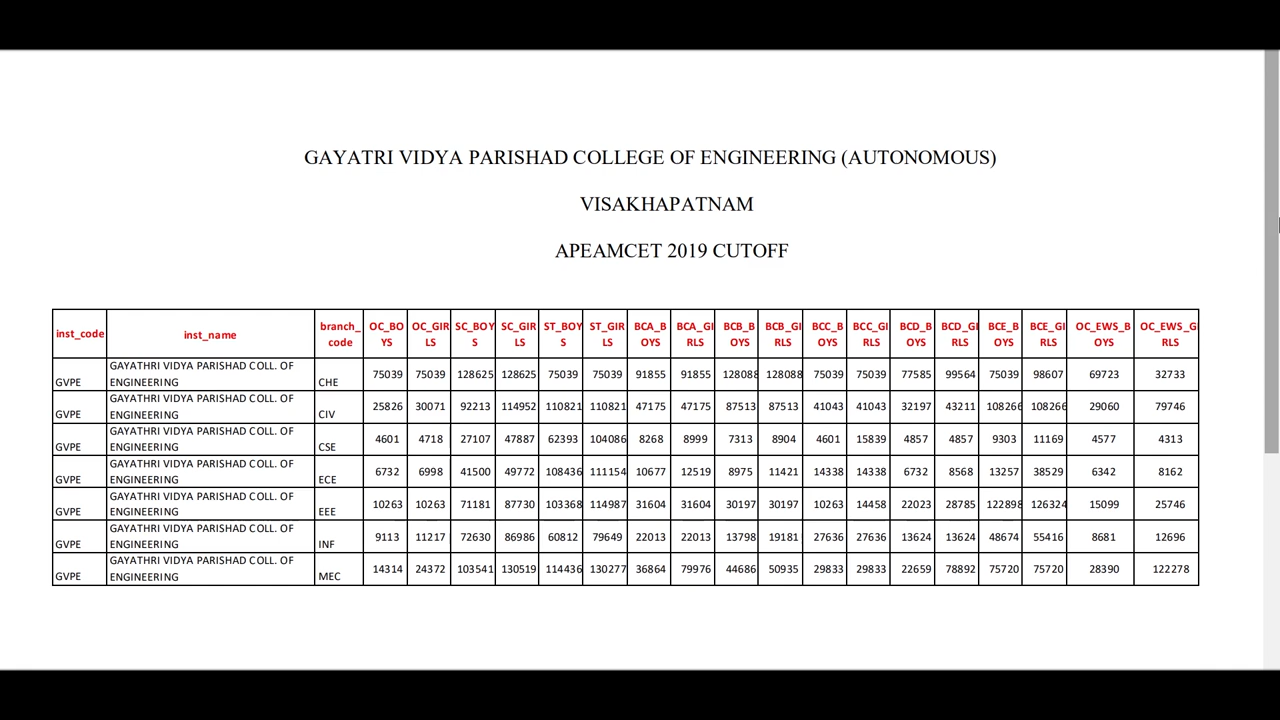 GAYATRI VIDYA PARISHAD COLLEGE OF ENGINEERING (AUTONOMOUS)
VISAKHAPATNAM
APEAMCET 2019 CUTOFF
inst_code inst_name branch_code OC_BOYS OC_GIRLS SC_BOYS SC_GIRLS ST_BOYS ST_GIRLS BCA_BOYS BCA_GIRLS BCB_BOYS BCB_GIRLS BCC_BOYS BCC_GIRLS BCD_BOYS BCD_GIRLS BCE_BOYS BCE_GIRLS OC_EWS_BOYS OC_EWS_GIRLS
GVPE GAYATHRI VIDYA PARISHAD COLL. OF ENGINEERING CHE 75039 75039 128625 128625 75039 75039 91855 91855 128088 128088 75039 75039 77585 99564 75039 98607 69723 32733
GVPE GAYATHRI VIDYA PARISHAD COLL. OF ENGINEERING CIV 25826 30071 92213 114952 110821 110821 47175 47175 87513 87513 41043 41043 32197 43211 108266 108266 29060 79746
GVPE GAYATHRI VIDYA PARISHAD COLL. OF ENGINEERING CSE 4601 4718 27107 47887 62393 104086 8268 8999 7313 8904 4601 15839 4857 4857 9303 11169 4577 4313
GVPE GAYATHRI VIDYA PARISHAD COLL. OF ENGINEERING ECE 6732 6998 41500 49772 108436 111154 10677 12519 8975 11421 14338 14338 6732 8568 13257 38529 6342 8162
GVPE GAYATHRI VIDYA PARISHAD COLL. OF ENGINEERING EEE 10263 10263 71181 87730 103368 114987 31604 31604 30197 30197 10263 14458 22023 28785 122898 126324 15099 25746
GVPE GAYATHRI VIDYA PARISHAD COLL. OF ENGINEERING INF 9113 11217 72630 86986 60812 79649 22013 22013 13798 19181 27636 27636 13624 13624 48674 55416 8681 12696
GVPE GAYATHRI VIDYA PARISHAD COLL. OF ENGINEERING MEC 14314 24372 103541 130519 114436 130277 36864 79976 44686 50935 29833 29833 22659 78892 75720 75720 28390 122278